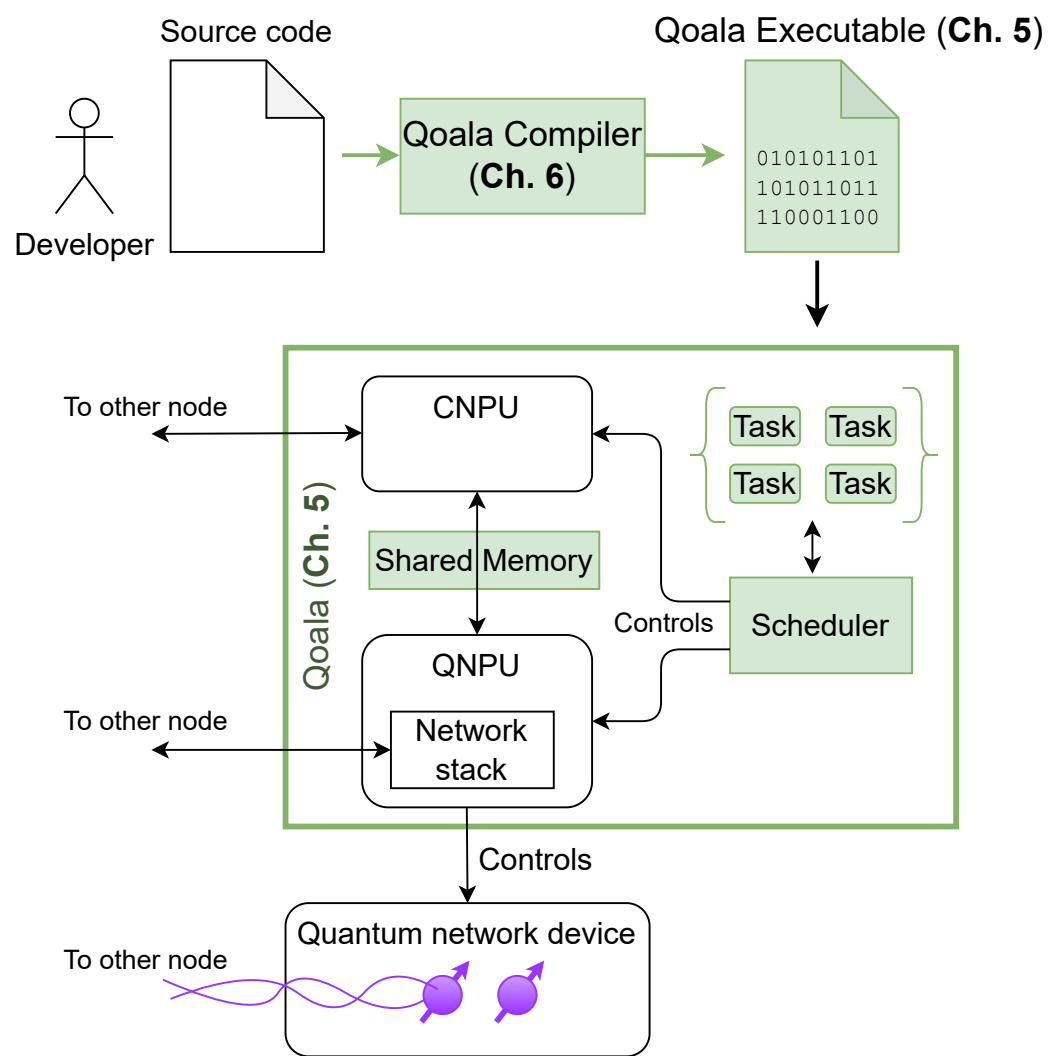 Source code
Qoala Executable (Ch. 5)
Developer
Qoala Compiler
(Ch. 6)
010101101
101011011
110001100
To other node
CNPU
Task
Task
Task
Task
Qoala (Ch. 5)
Shared Memory
Controls
Scheduler
To other node
QNPU
Network
stack
Controls
Quantum network device
To other node